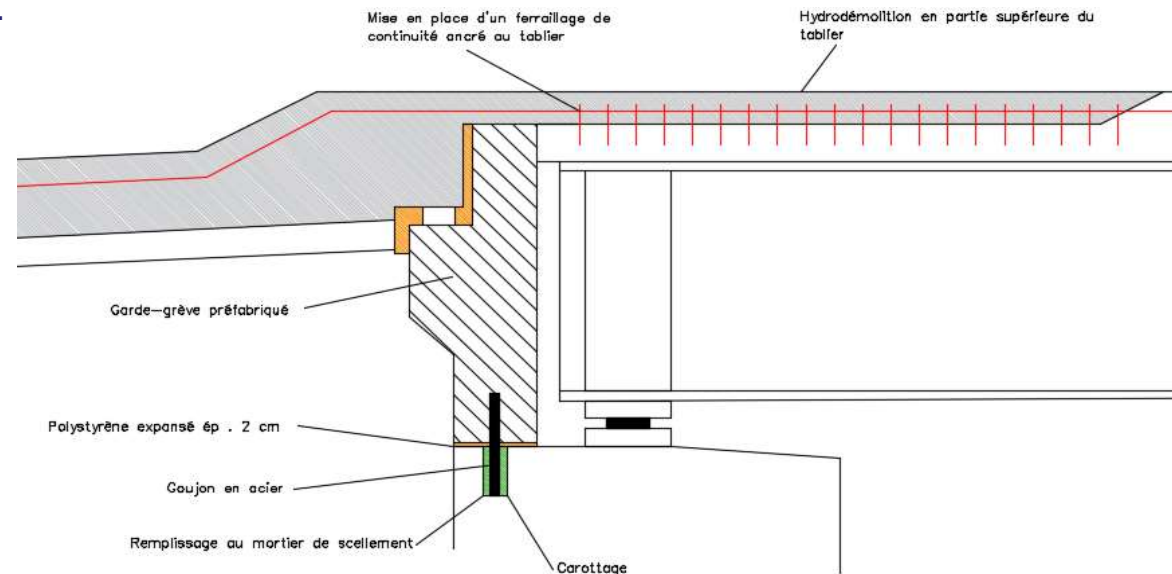 Mise en place d'un ferraillage de
continuité ancré au tablier
Hydrodémolition en partie supérieure du
tablier
Garde-grève préfabriqué
Polystyrène expansé ép . 2 cm
Goujon en acier
Remplissage au mortier de scellement
Carottage